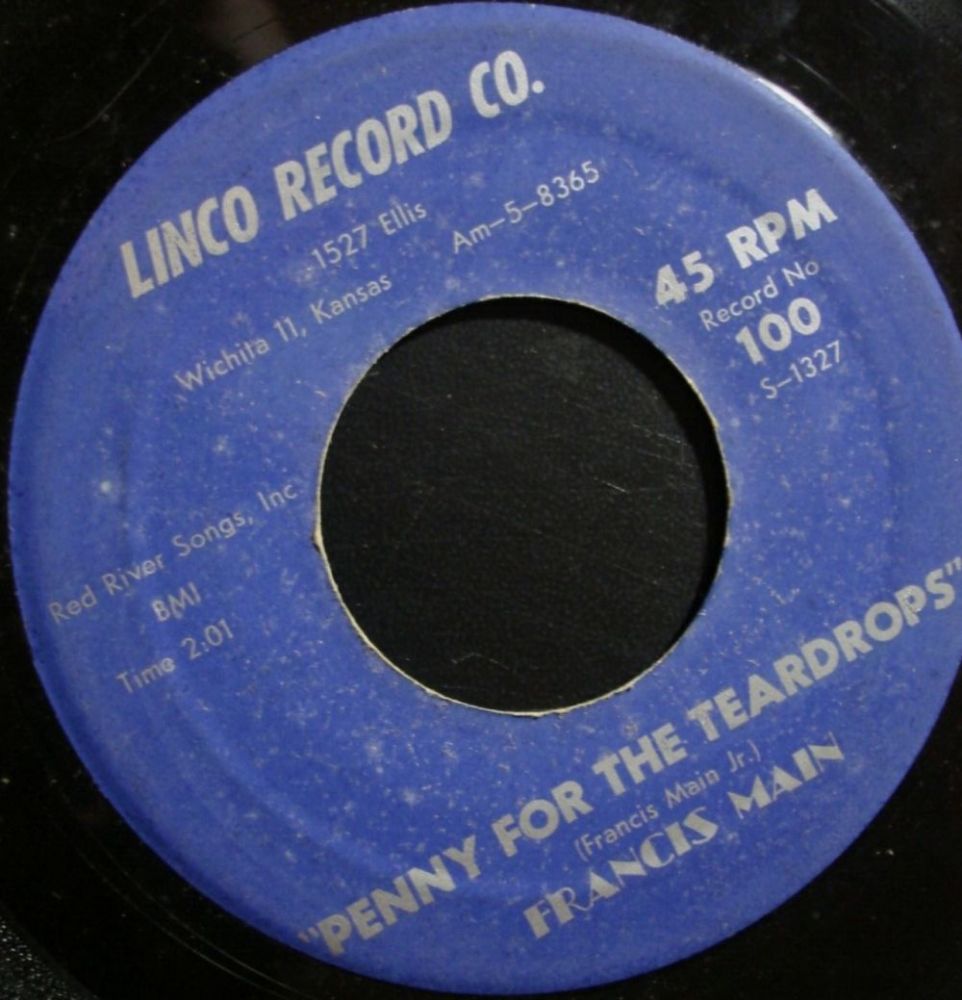 LINCO RECORD CO.
1527 Ellis
Wichita 11, Kansas Am-5-8365
45 RPM
Record No
100
S-1327
Red River Songs, Inc
BMI
Time 2:01
"PENNY FOR THE TEARDROPS"
(Francis Main Jr.)
FRANCIS MAIN